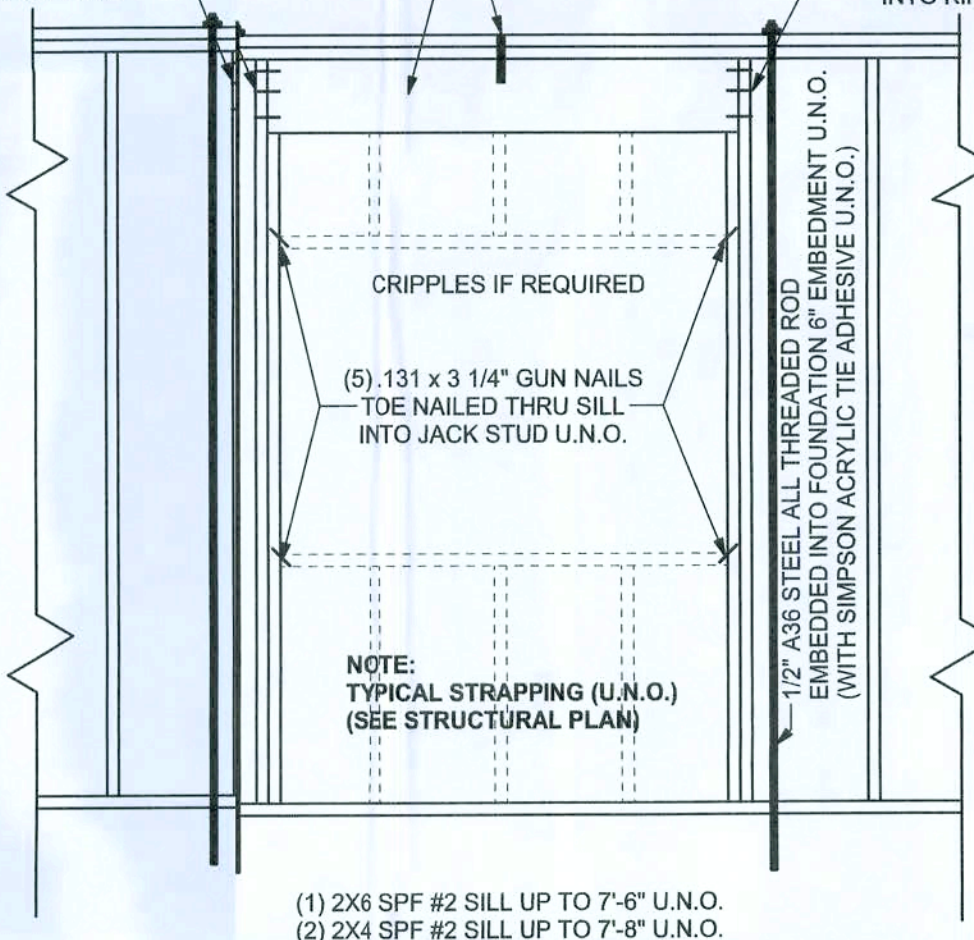 CRIPPLES IF REQUIRED
(5) .131 x 3 1/4" GUN NAILS
TOE NAILED THRU SILL
INTO JACK STUD U.N.O.
1/2" A36 STEEL ALL THREADED ROD
EMBEDDED INTO FOUNDATION 6" EMBEDMENT U.N.O.
(WITH SIMPSON ACRYLIC TIE ADHESIVE U.N.O.)
NOTE:
TYPICAL STRAPPING (U.N.O.)
(SEE STRUCTURAL PLAN)
(1) 2X6 SPF #2 SILL UP TO 7'-6" U.N.O.
(2) 2X4 SPF #2 SILL UP TO 7'-8" U.N.O.